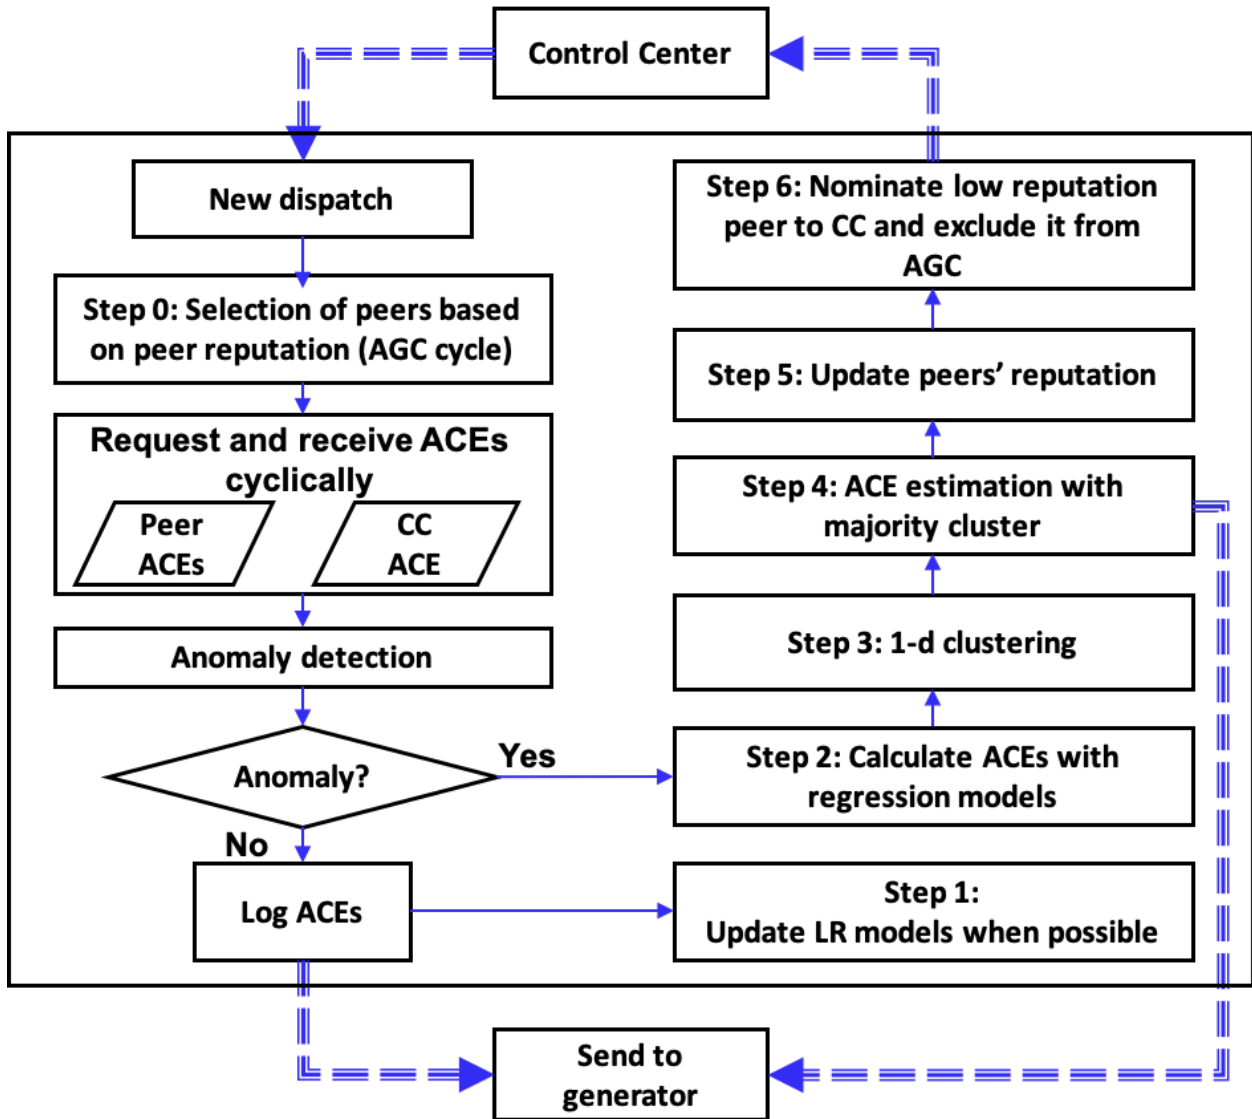 Control Center
New dispatch
Step 0: Selection of peers based
on peer reputation (AGC cycle)
Request and receive ACEs
cyclically
Peer
ACEs
CC
ACE
Anomaly detection
Anomaly?
Yes
No
Log ACEs
Step 1:
Update LR models when possible
Step 2: Calculate ACEs with
regression models
Step 3: 1-d clustering
Step 4: ACE estimation with
majority cluster
Step 5: Update peers’ reputation
Step 6: Nominate low reputation
peer to CC and exclude it from
AGC
Send to
generator